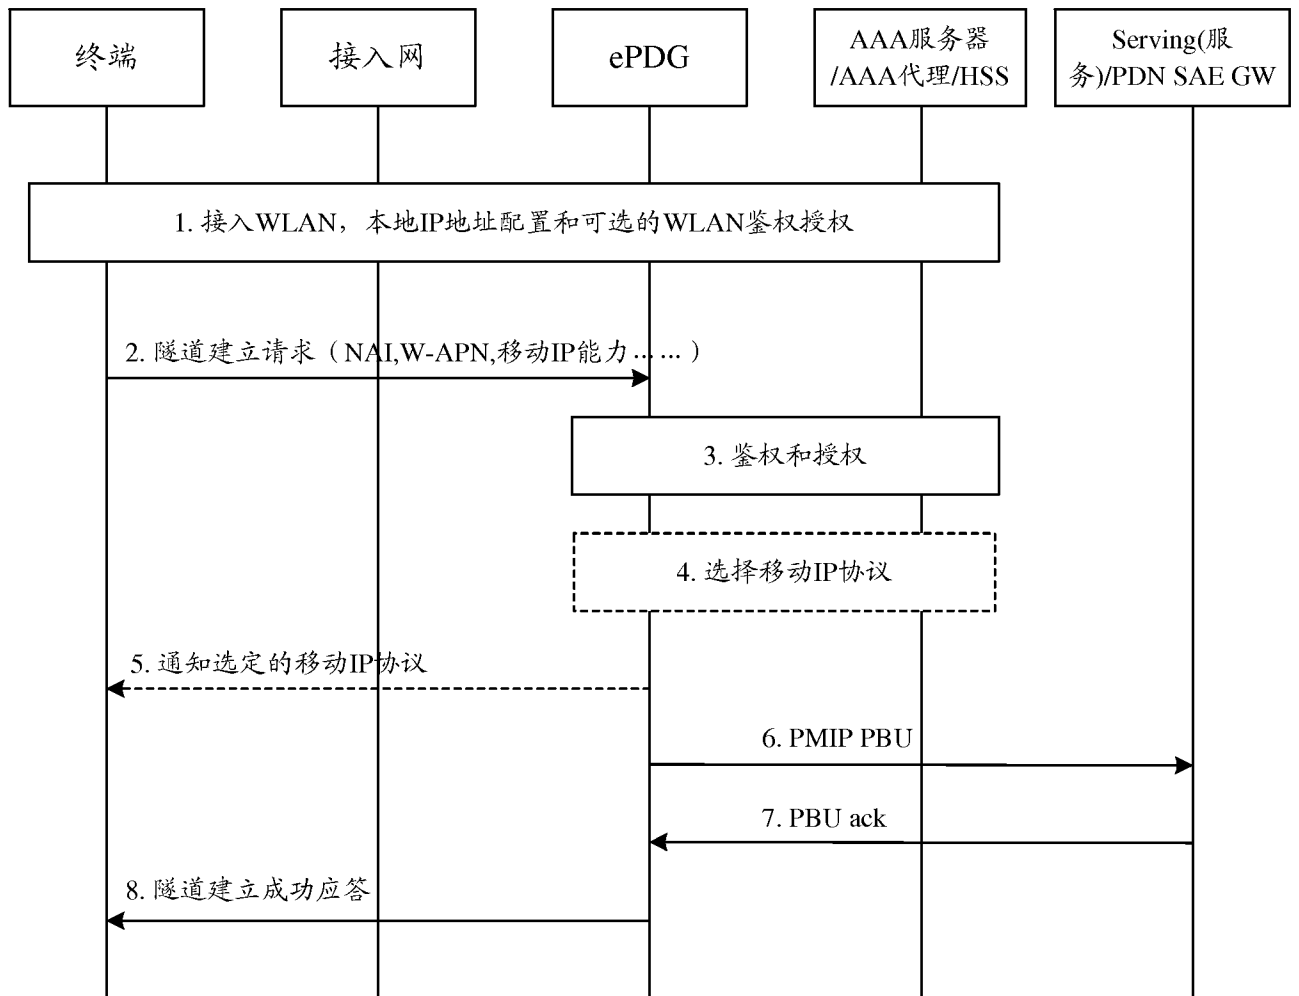 终端
接入网
ePDG
AAA服务器
/AAA代理/HSS
Serving(服
务)/PDN SAE GW
1. 接入WLAN，本地IP地址配置和可选的WLAN鉴权授权
2. 隧道建立请求（NAI,W-APN,移动IP能力……）
3. 鉴权和授权
4. 选择移动IP协议
5. 通知选定的移动IP协议
6. PMIP PBU
7. PBU ack
8. 隧道建立成功应答